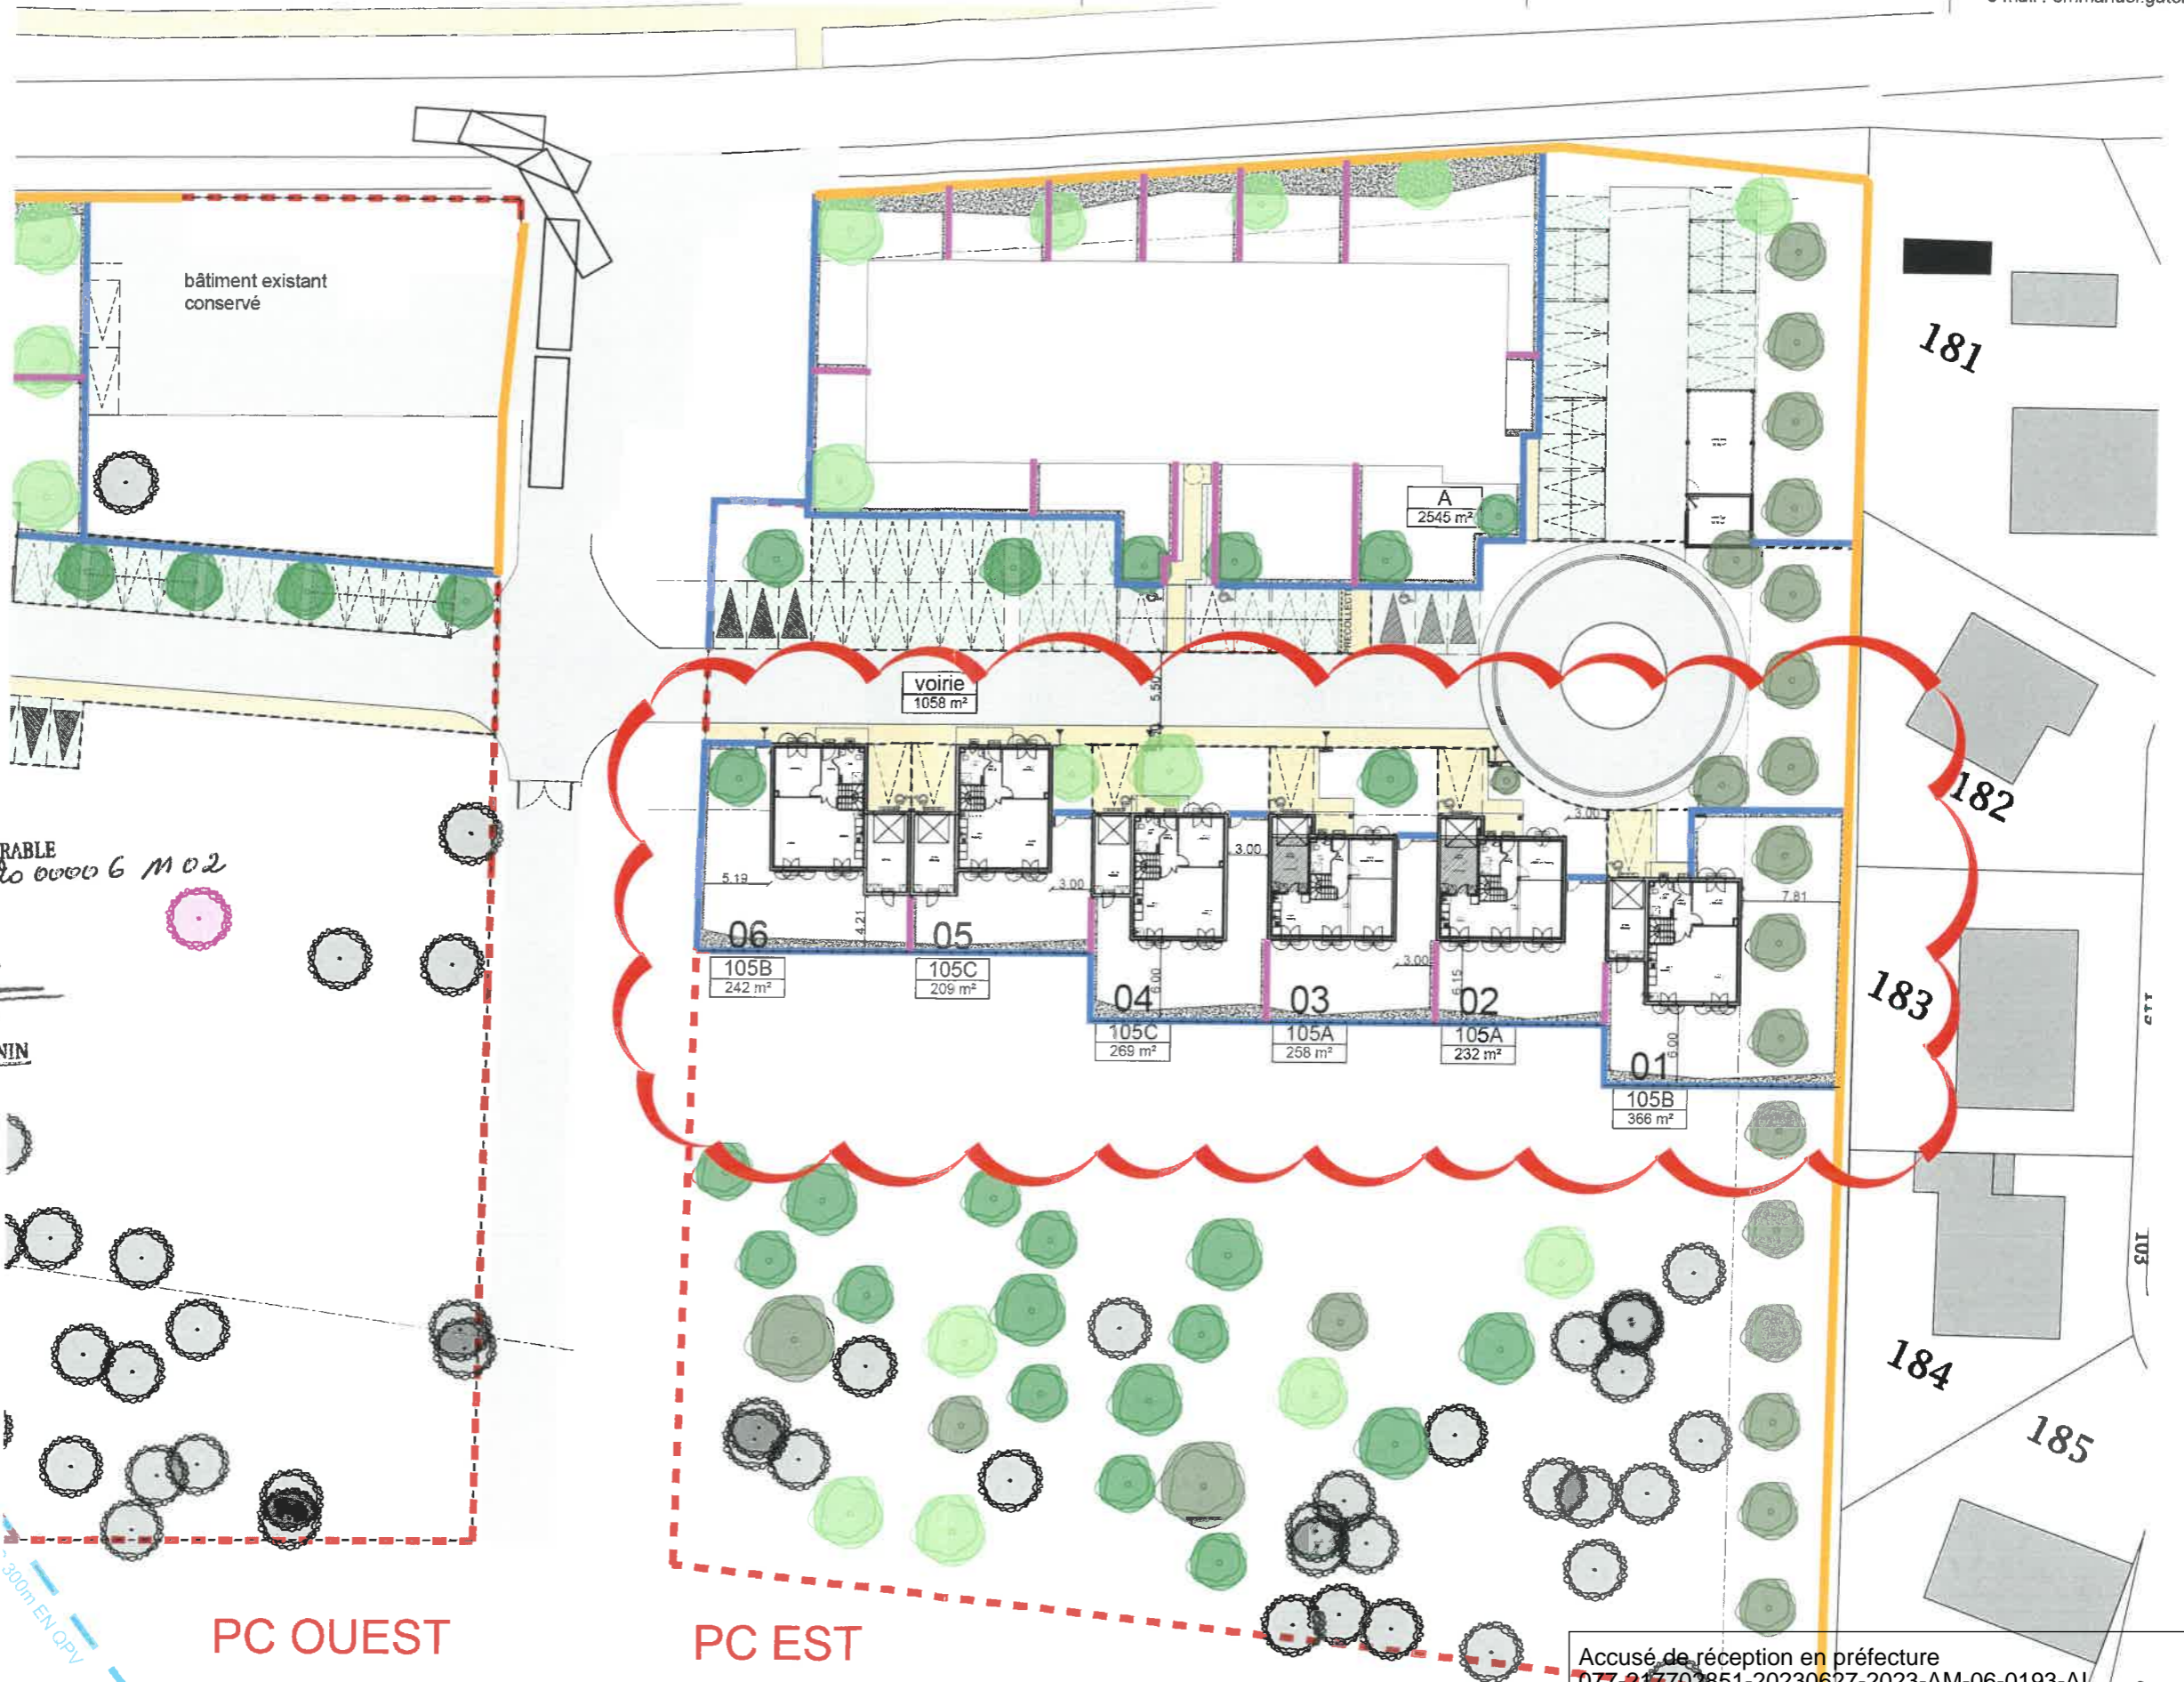 bâtiment existant
conservé
181
A
2545 m²
voirie
1058 m²
5.50
182
RABLE
0000 6 M 02
3.00
3.00
5.19
3.00
4.21
7.81
06
05
105B
242 m²
105C
209 m²
6.00
3.00
6.15
04
03
02
183
105C
269 m²
105A
258 m²
105A
232 m²
NIN
6.00
01
105B
366 m²
103
184
185
300m EN QPV
PC OUEST
PC EST
Accusé de réception en préfecture